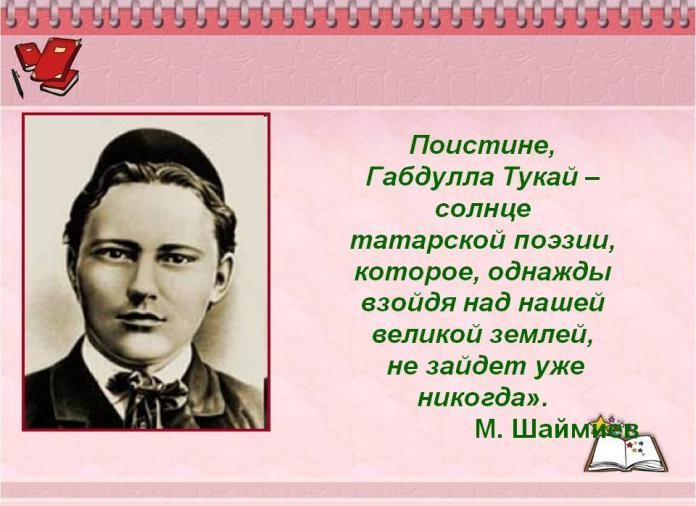 Поистине,
Габдулла Тукай –
солнце
татарской поэзии,
которое, однажды
взойдя над нашей
великой землей,
не зайдет уже
никогда».
М. Шаймиев